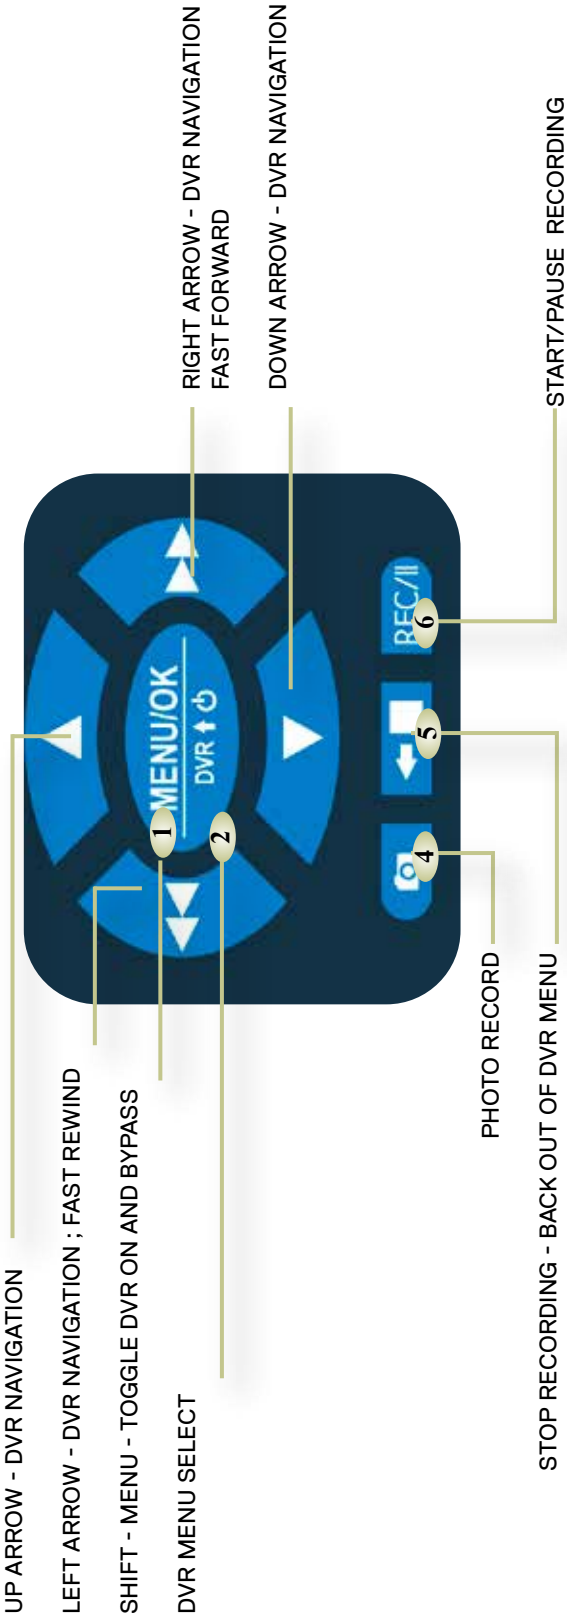 UP ARROW - DVR NAVIGATION
LEFT ARROW - DVR NAVIGATION ; FAST REWIND
SHIFT - MENU - TOGGLE DVR ON AND BYPASS
DVR MENU SELECT
RIGHT ARROW - DVR NAVIGATION
FAST FORWARD
DOWN ARROW - DVR NAVIGATION
MENU/OK
DVR
1
2
4
5
REC/II
6
PHOTO RECORD
STOP RECORDING - BACK OUT OF DVR MENU
START/PAUSE RECORDING